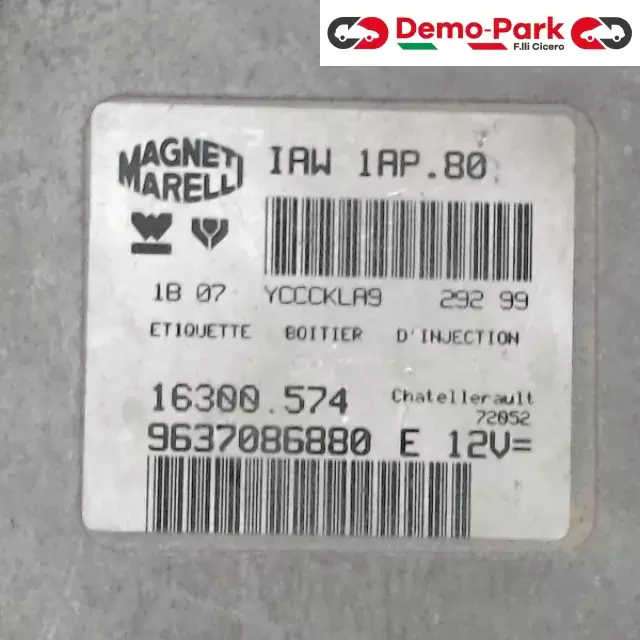 Demo-Park
F.lli Cicero
MAGNETI MARELLI
IAW 1AP.80
1B 07 YCCCKLA9 292 99
ETIQUETTE BOITIER D'INJECTION
16300.574 Chatellerault
72052
9637086880 E 12V=